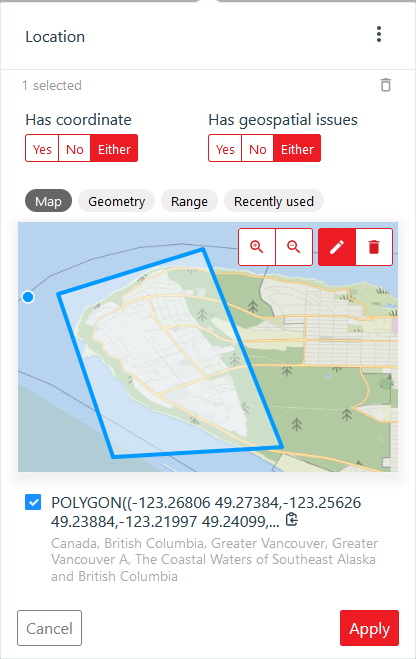 Location
1 selected
Has coordinate
Has geospatial issues
Yes No Either
Yes No Either
Map Geometry Range Recently used
POLYGON((-123.26806 49.27384,-123.25626
49.23884,-123.21997 49.24099,...
Canada, British Columbia, Greater Vancouver, Greater
Vancouver A, The Coastal Waters of Southeast Alaska
and British Columbia
Cancel
Apply